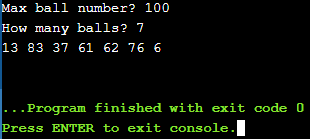 Max ball number? 100
How many balls? 7
13 83 37 61 62 76 6
...Program finished with exit code 0
Press ENTER to exit console.